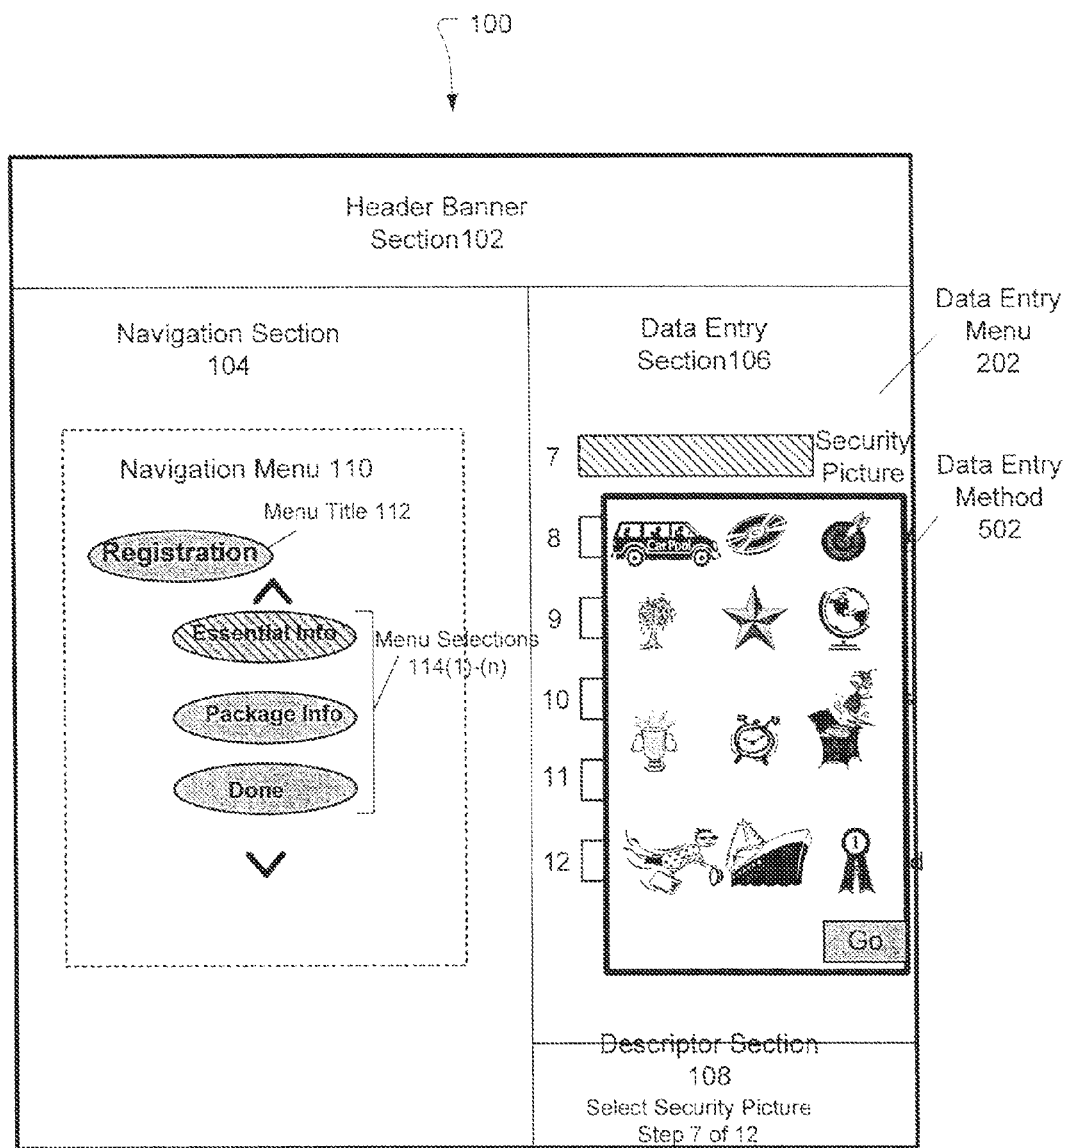 100
Header Banner
Section102
Navigation Section
104
Data Entry
Section106
Data Entry
Menu
202
7
Security
Picture
Navigation Menu 110
Menu Title 112
Registration
Essential Info
Menu Selections
114(1)-(n)
Package Info
Done
Data Entry
Method
502
8
9
10
11
12
1
Go
Descriptor Section
108
Select Security Picture
Step 7 of 12